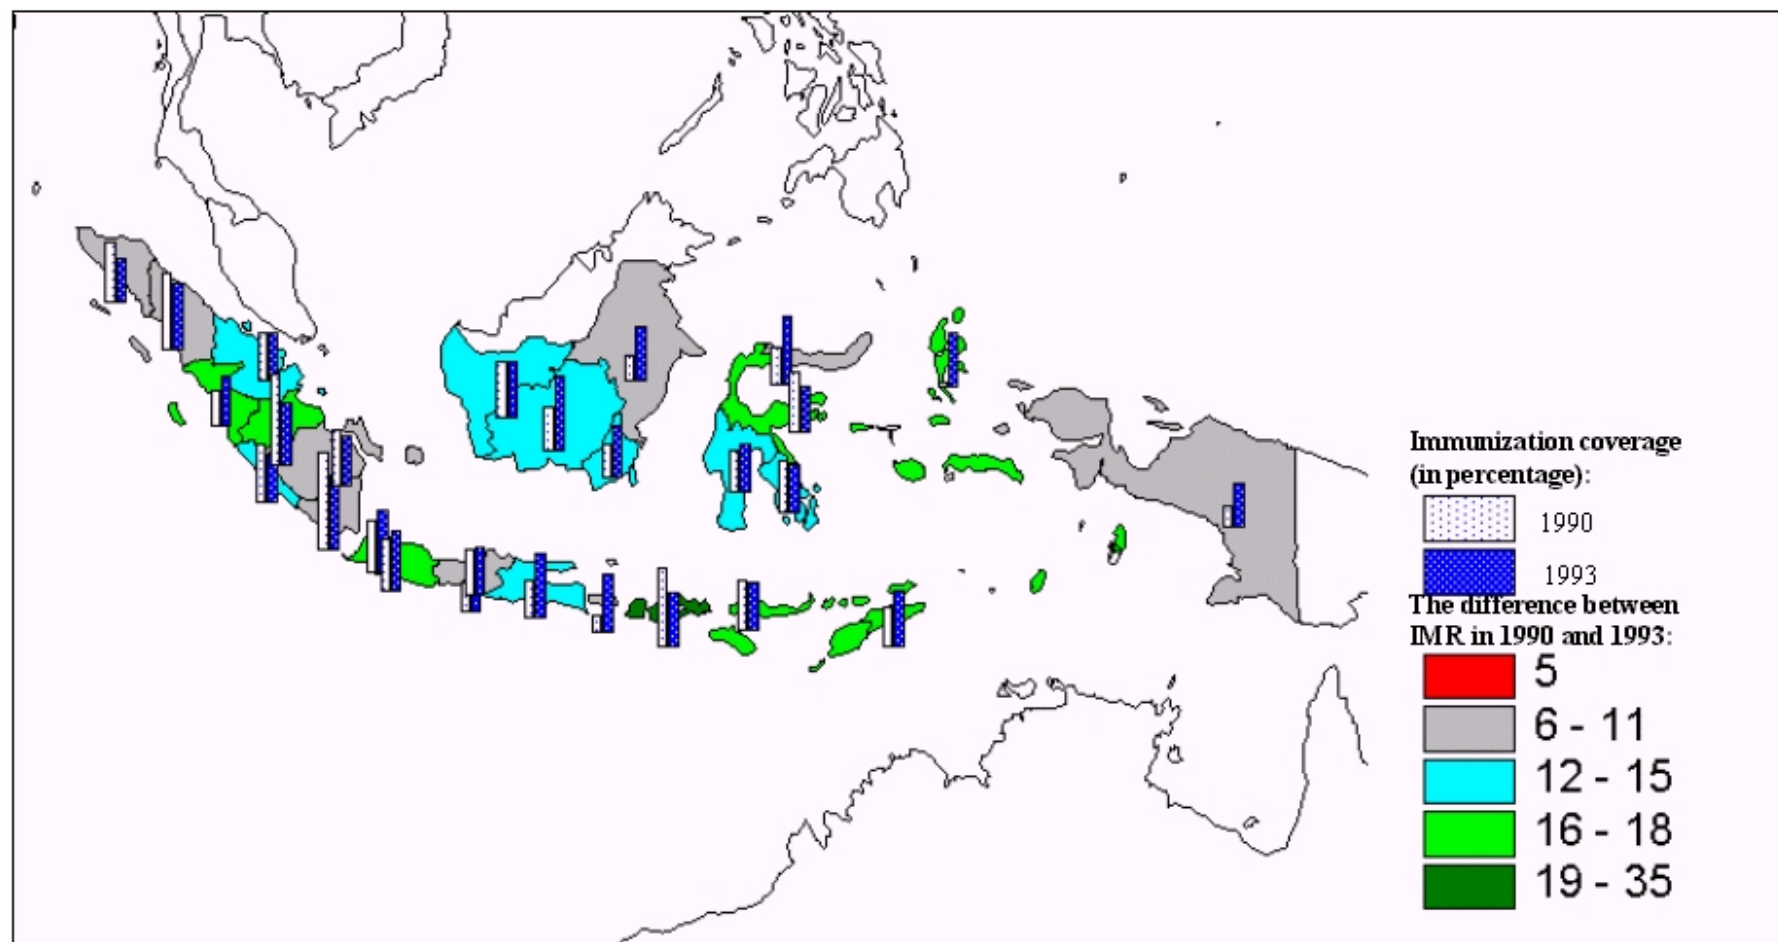 Immunization coverage
(in percentage):
1990
1993
The difference between
IMR in 1990 and 1993:
5
6 - 11
12 - 15
16 - 18
19 - 35